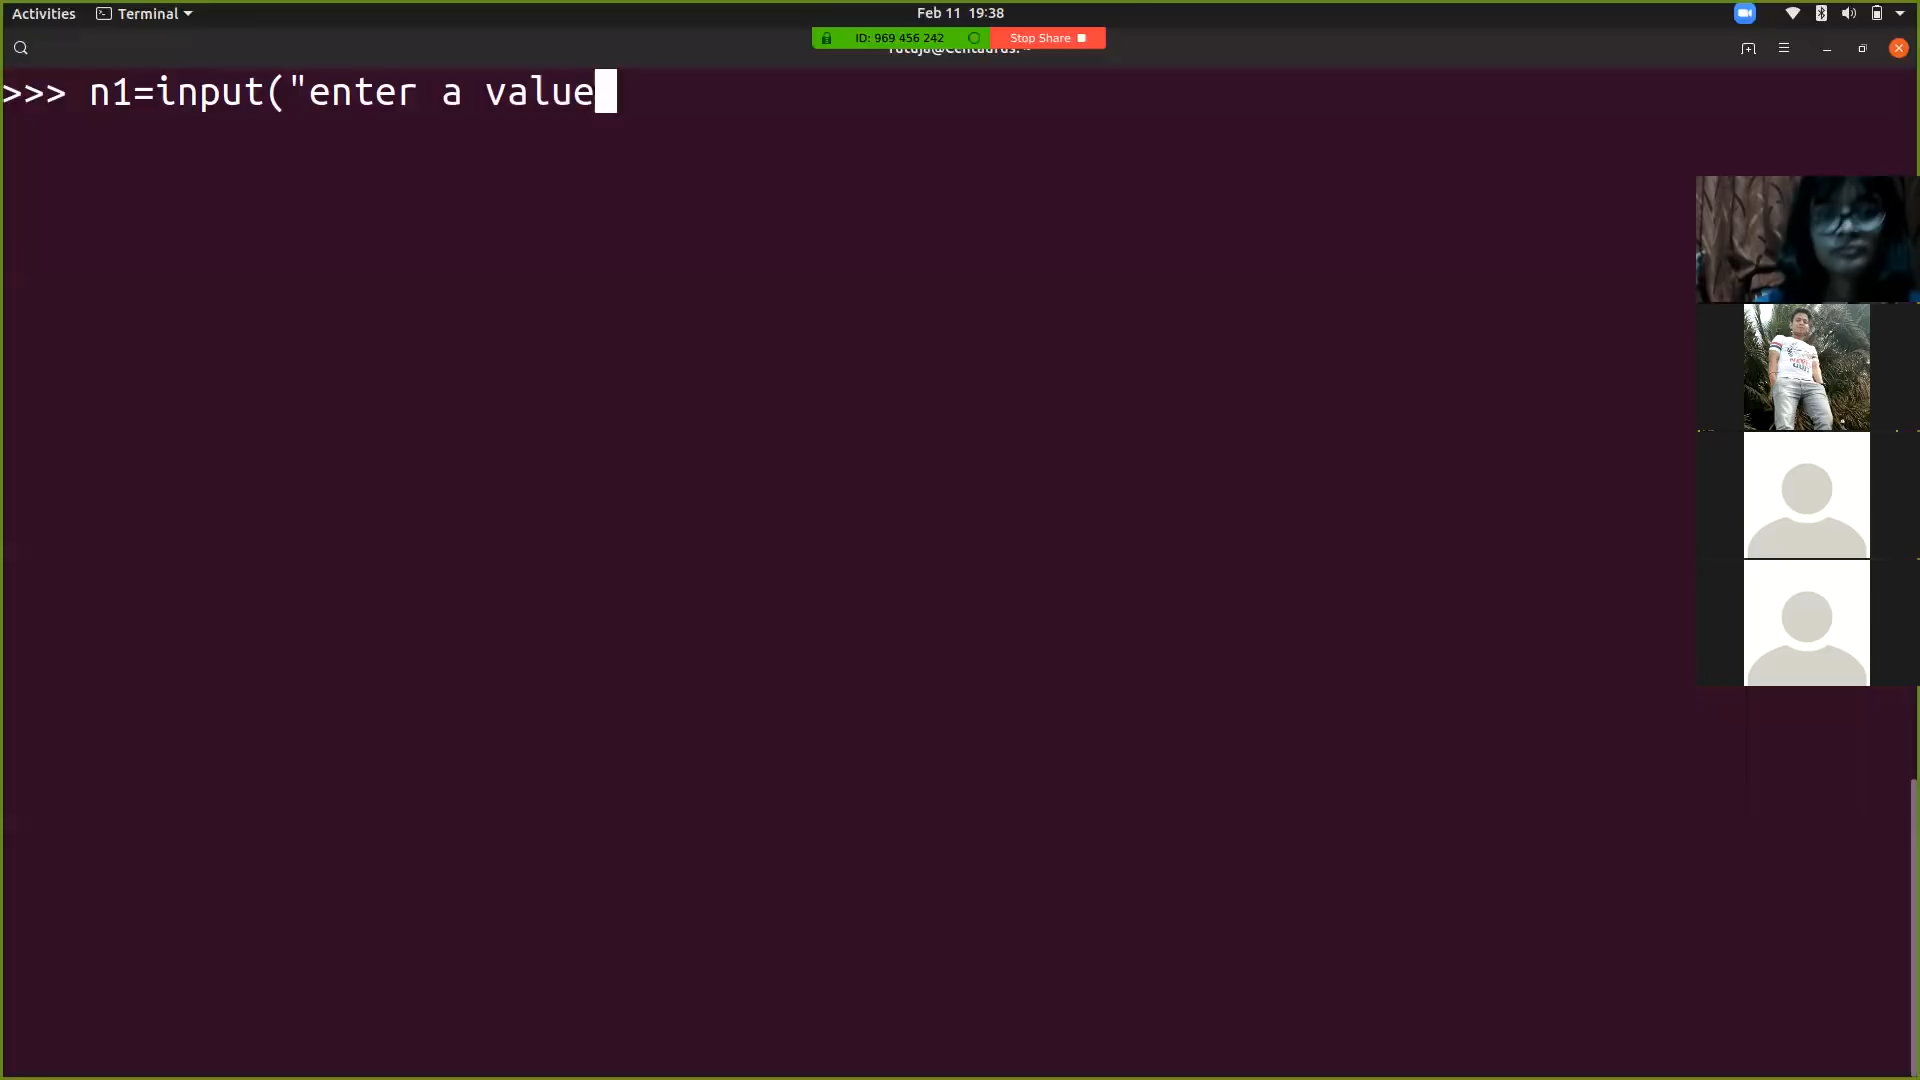 Activities Terminal Feb 11 19:38
ID: 969 456 242 Stop Share
>>> n1=input("enter a value